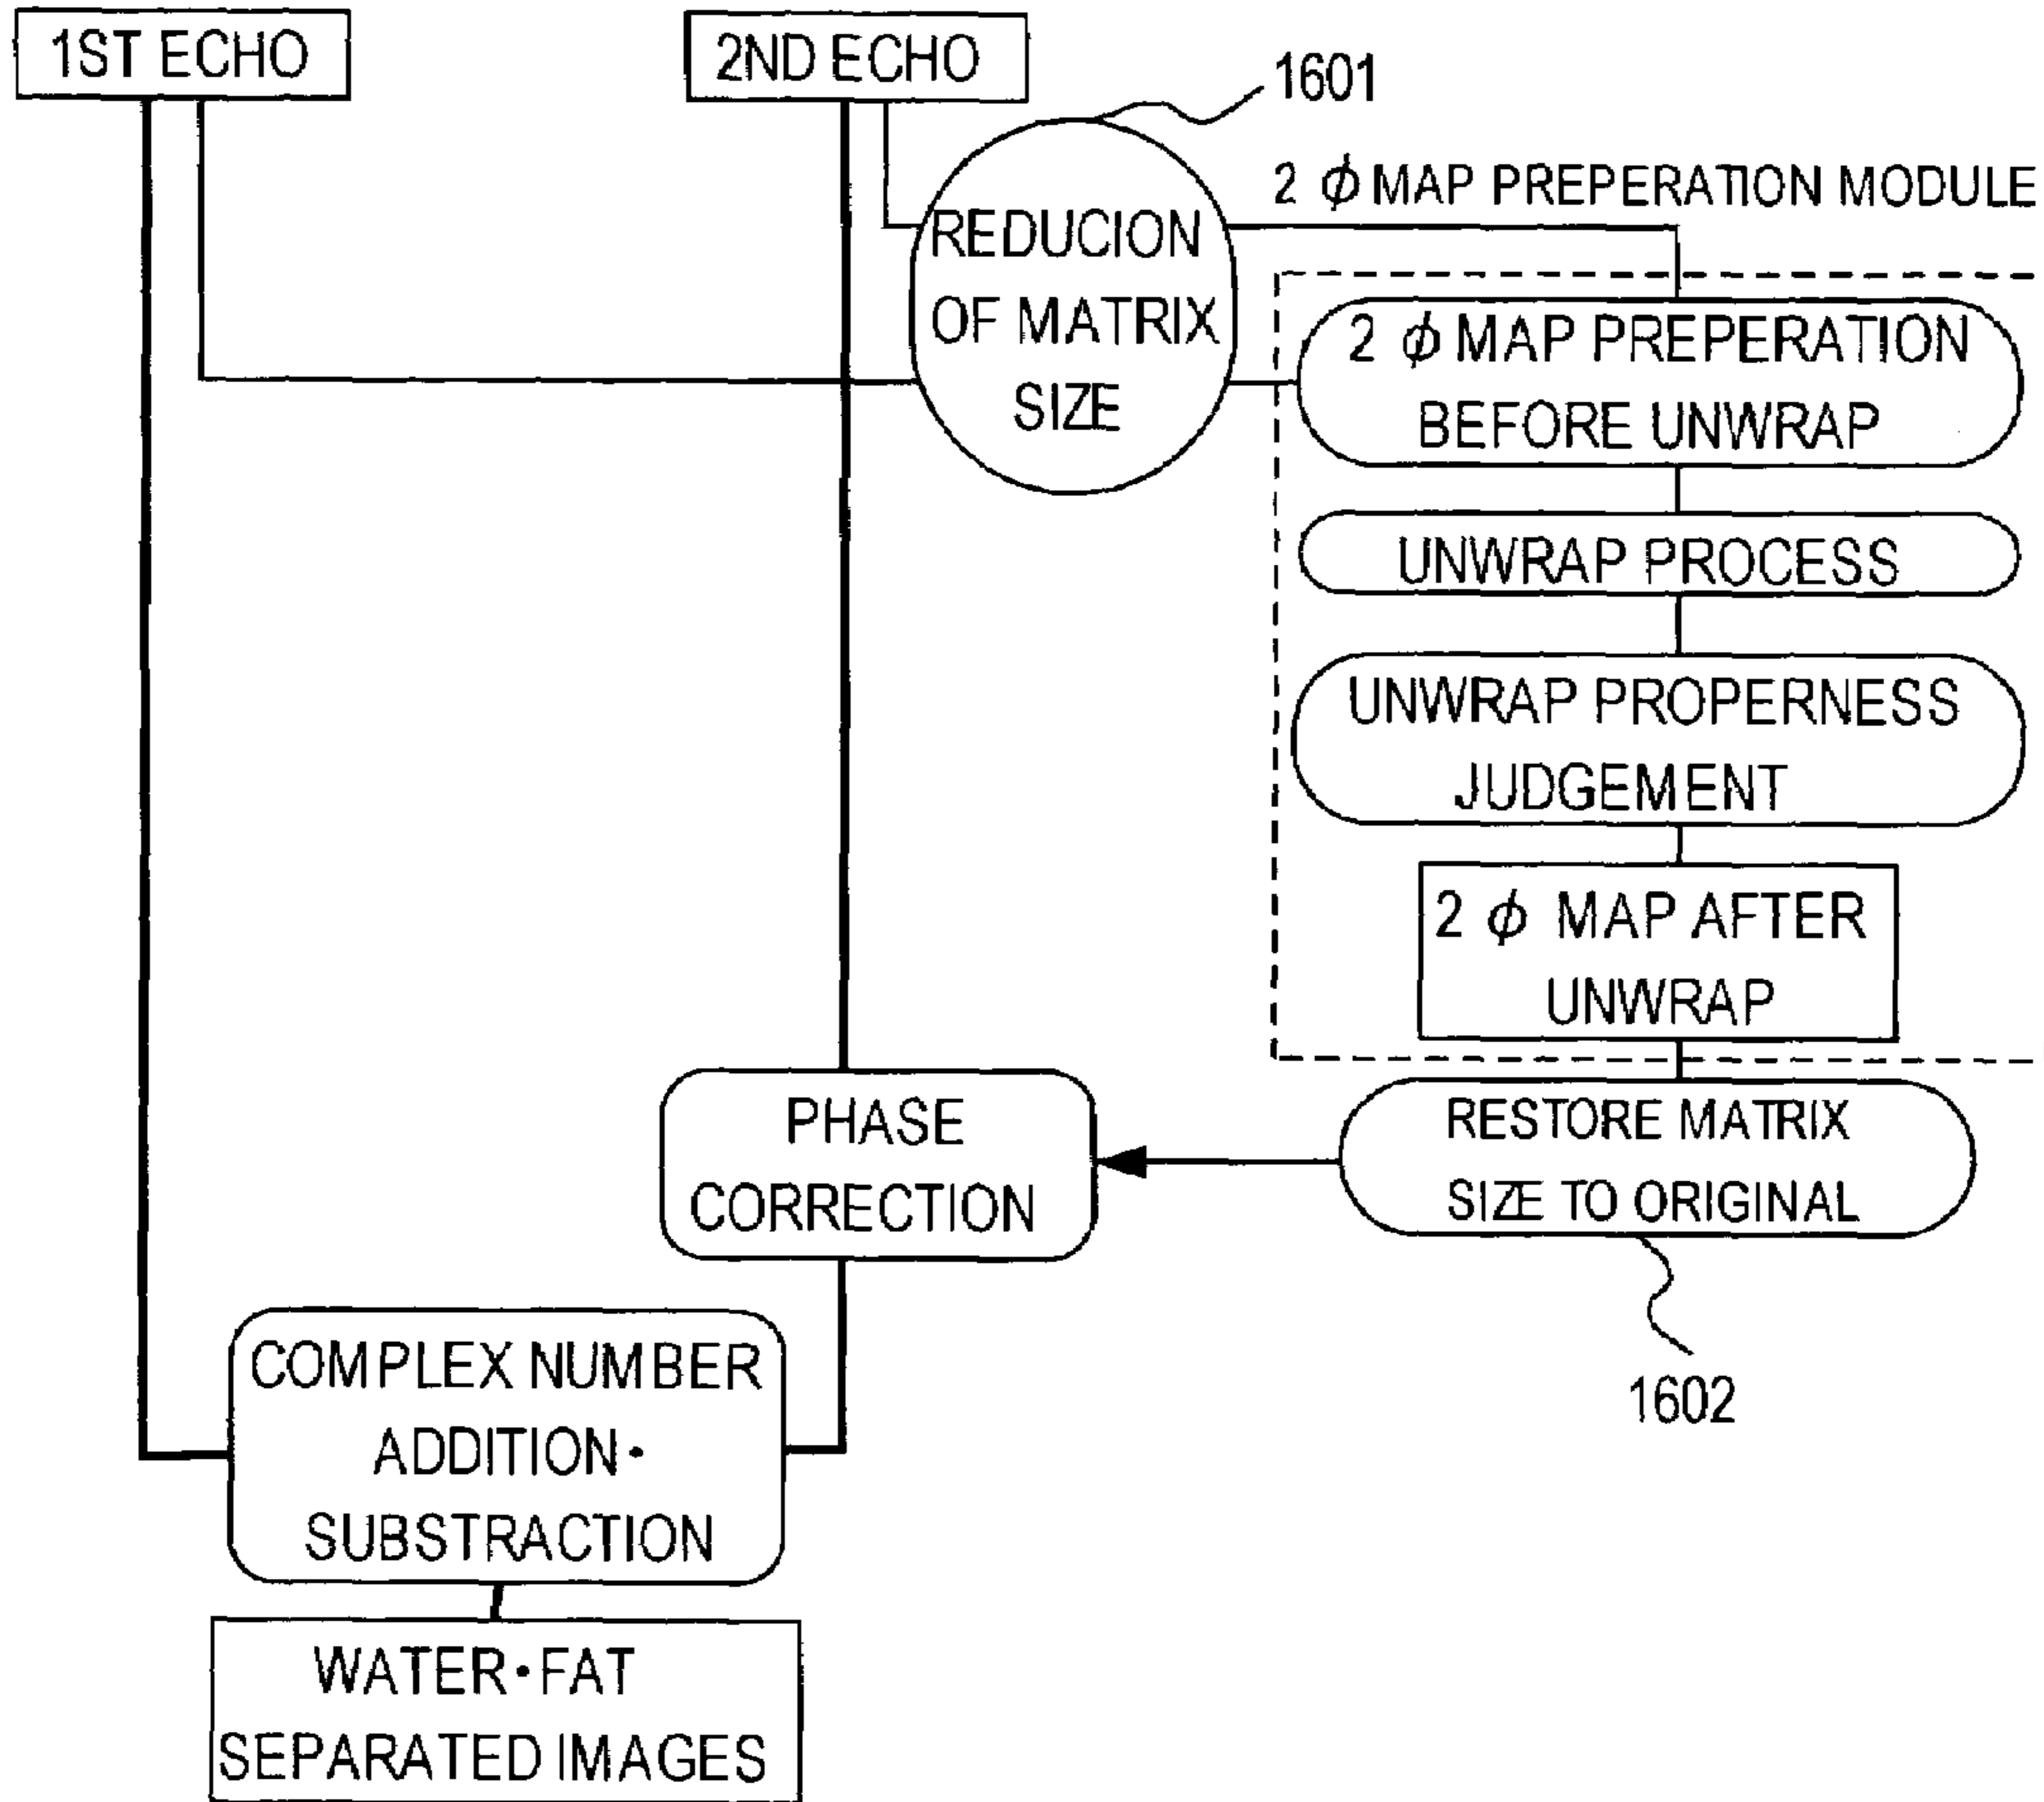 1ST ECHO
2ND ECHO
1601
2 ϕ MAP PREPERATION MODULE
REDUCION
OF MATRIX
SIZE
2 ϕ MAP PREPERATION
BEFORE UNWRAP
UNWRAP PROCESS
UNWRAP PROPERNESS
JUDGEMENT
2 ϕ MAP AFTER
UNWRAP
RESTORE MATRIX
SIZE TO ORIGINAL
1602
PHASE
CORRECTION
COMPLEX NUMBER
ADDITION・
SUBSTRACTION
WATER・FAT
SEPARATED IMAGES